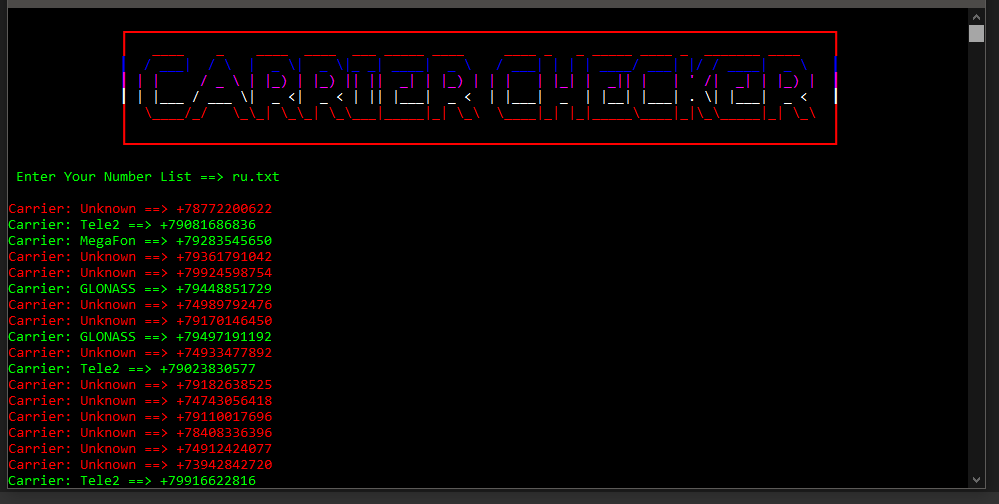 CARRIER CHECKER
Enter Your Number List ==> ru.txt
Carrier: Unknown ==> +78772200622
Carrier: Tele2 ==> +79081686836
Carrier: MegaFon ==> +79283545650
Carrier: Unknown ==> +79361791042
Carrier: Unknown ==> +79924598754
Carrier: GLONASS ==> +79448851729
Carrier: Unknown ==> +74989792476
Carrier: Unknown ==> +79170146450
Carrier: GLONASS ==> +79497191192
Carrier: Unknown ==> +74933477892
Carrier: Tele2 ==> +79023830577
Carrier: Unknown ==> +79182638525
Carrier: Unknown ==> +74743056418
Carrier: Unknown ==> +79110017696
Carrier: Unknown ==> +78408336396
Carrier: Unknown ==> +74912424077
Carrier: Unknown ==> +73942842720
Carrier: Tele2 ==> +79916622816